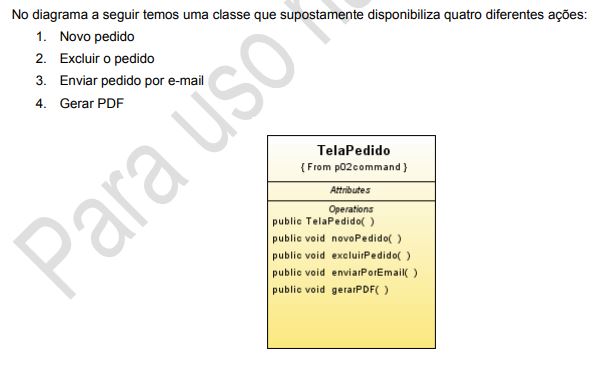 No diagrama a seguir temos uma classe que supostamente disponibiliza quatro diferentes ações:
1. Novo pedido
2. Excluir o pedido
3. Enviar pedido por e-mail
4. Gerar PDF
TelaPedido
{ From p02command }
Attributes
Operations
public TelaPedido( )
public void novoPedido( )
public void excluirPedido( )
public void enviarPorEmail( )
public void gerarPDF( )
Para uso